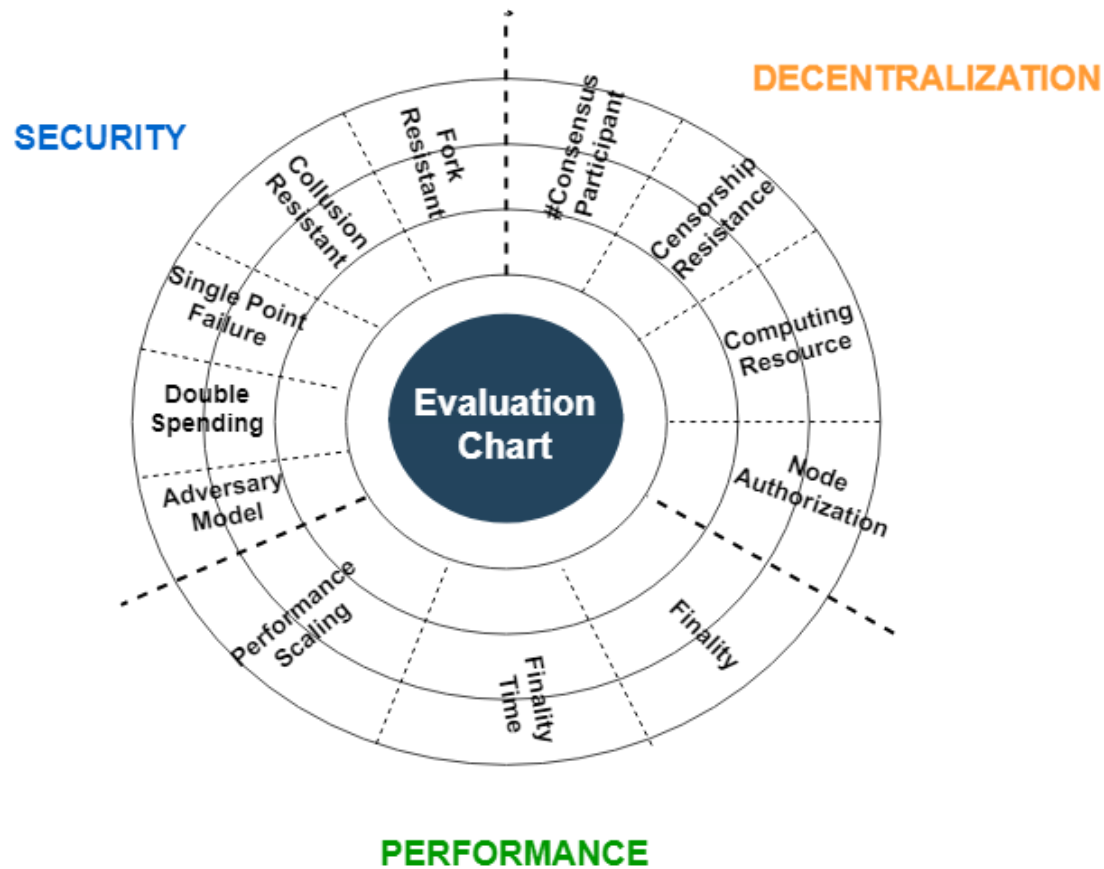 DECENTRALIZATION
SECURITY
#Consensus
Participant
Censorship
Resistance
Computing
Resource
Node
Authorization
Finality
Finality
Time
Performance
Scaling
Adversary
Model
Double
Spending
Single Point
Failure
Collusion
Resistant
Fork
Resistant
Evaluation
Chart
PERFORMANCE